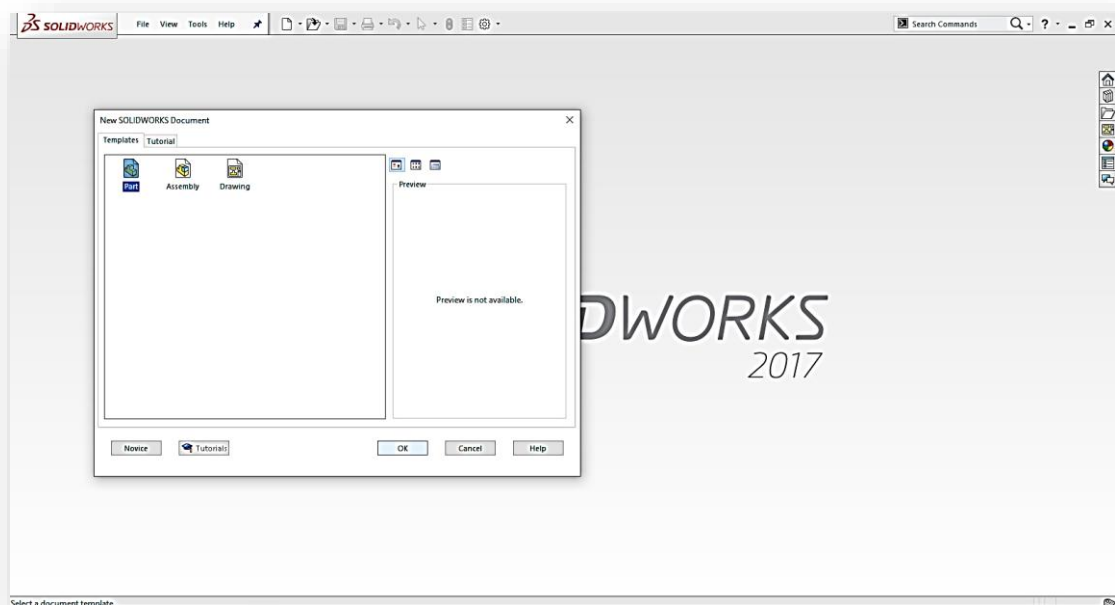 SOLIDWORKS File View Tools Help Search Commands ?
New SOLIDWORKS Document
Templates Tutorial
Part Assembly Drawing
Preview
Preview is not available.
DWORKS
2017
Novice Tutorials OK Cancel Help
Select a document template